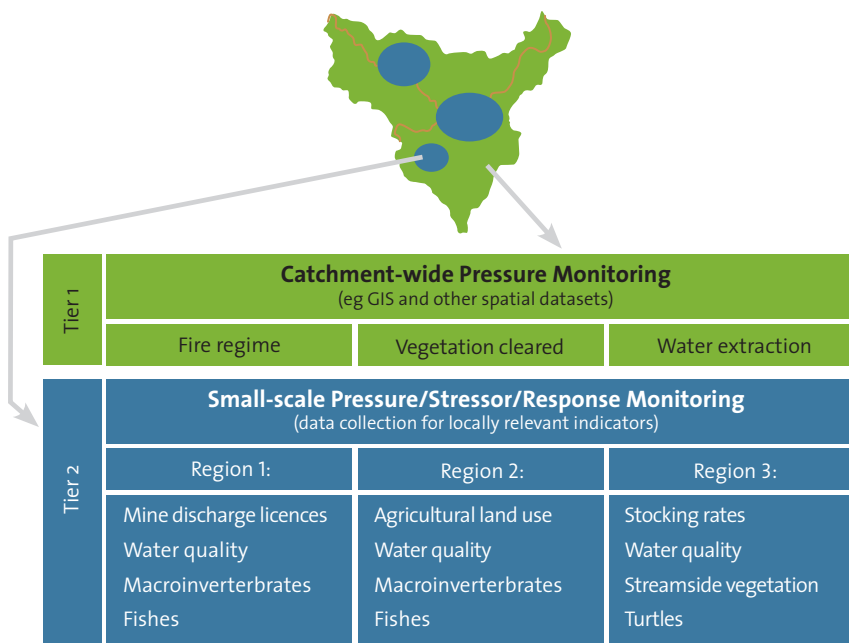 Tier 1
Catchment-wide Pressure Monitoring
(eg GIS and other spatial datasets)
Fire regime
Vegetation cleared
Water extraction
Tier 2
Small-scale Pressure/Stressor/Response Monitoring
(data collection for locally relevant indicators)
Region 1:
Mine discharge licences
Water quality
Macroinverterbrates
Fishes
Region 2:
Agricultural land use
Water quality
Macroinverterbrates
Fishes
Region 3:
Stocking rates
Water quality
Streamside vegetation
Turtles